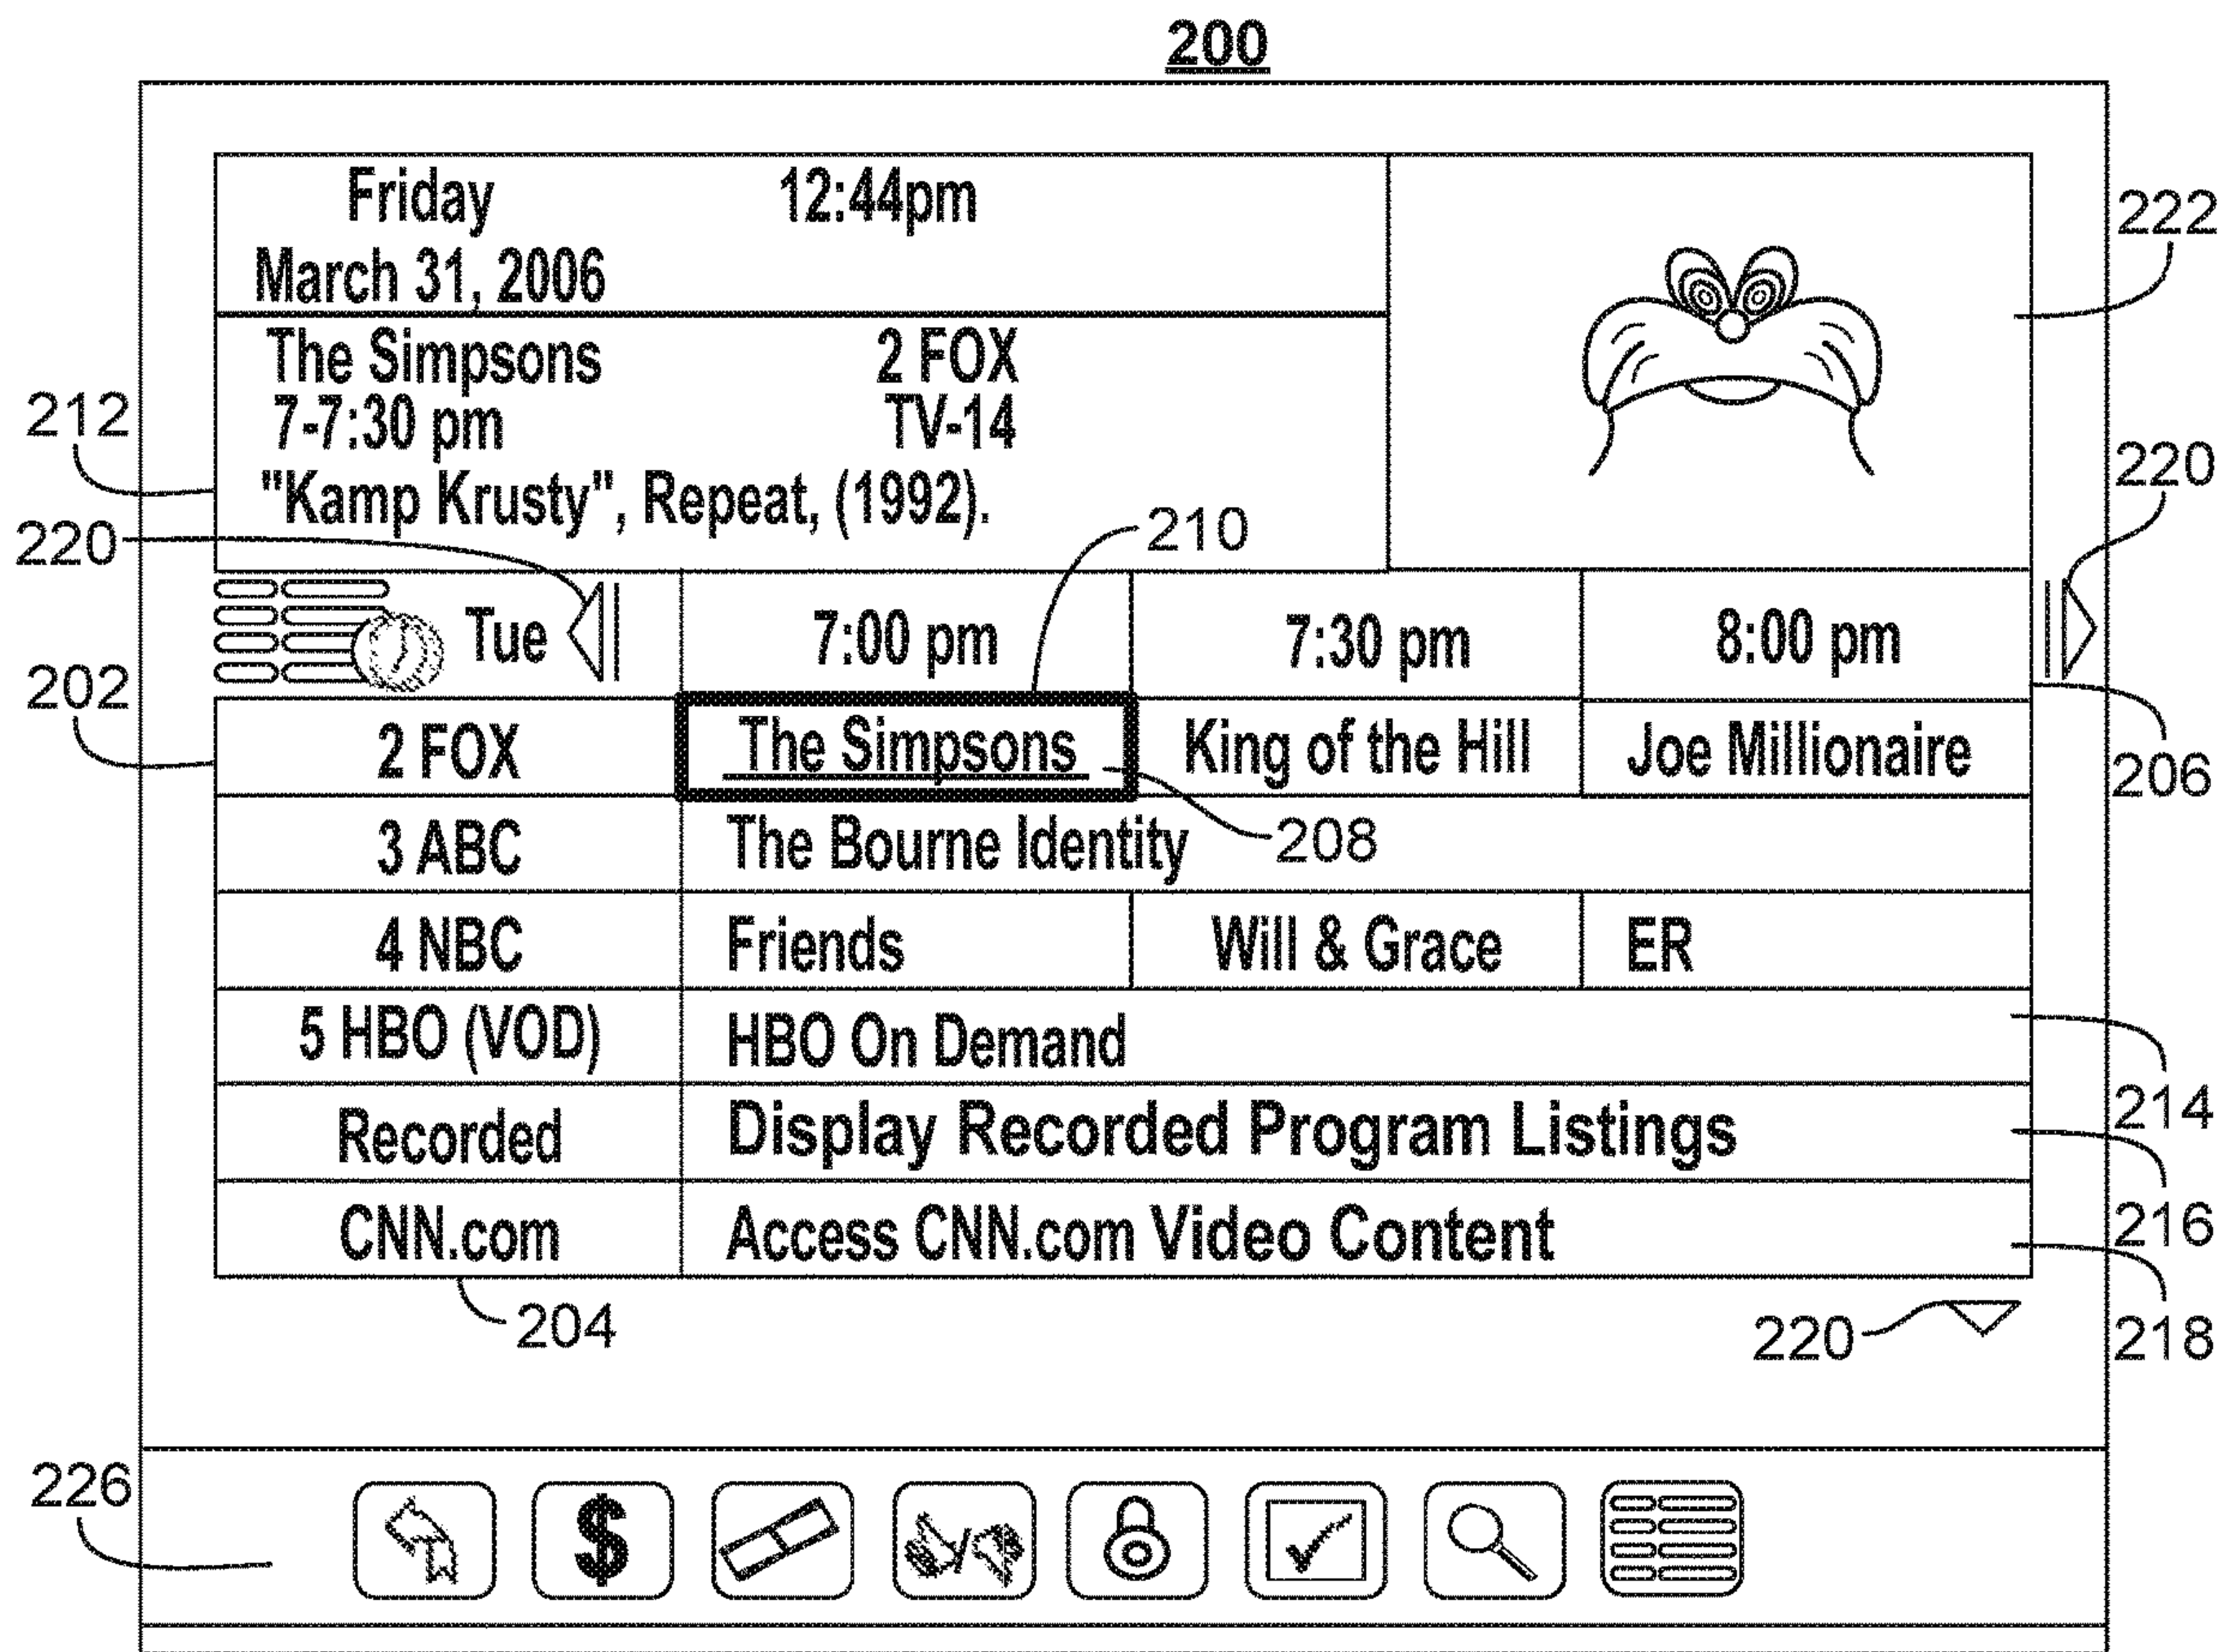 200
Friday 12:44pm
March 31, 2006
222
The Simpsons 2 FOX
212 7-7:30 pm TV-14
220
"Kamp Krusty", Repeat, (1992).
220 210
Tue 7:00 pm 7:30 pm 8:00 pm
202
2 FOX The Simpsons King of the Hill Joe Millionaire
206
3 ABC The Bourne Identity 208
4 NBC Friends Will & Grace ER
5 HBO (VOD) HBO On Demand
214
Recorded Display Recorded Program Listings
216
CNN.com Access CNN.com Video Content
204 220 218
226
$